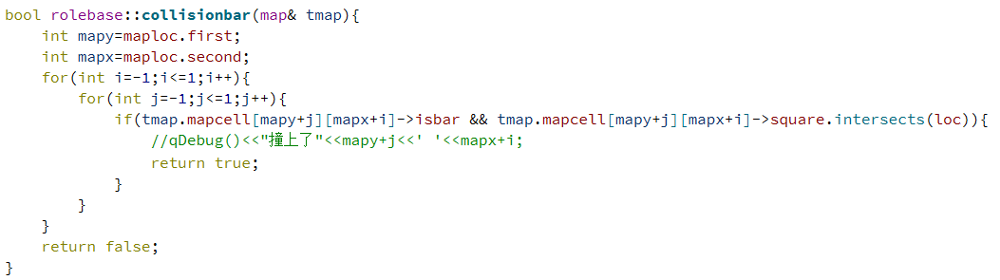 bool rolebase::collisionbar(map& tmap){
    int mapy=maploc.first;
    int mapx=maploc.second;
    for(int i=-1;i<=1;i++){
        for(int j=-1;j<=1;j++){
            if(tmap.mapcell[mapy+j][mapx+i]->isbar && tmap.mapcell[mapy+j][mapx+i]->square.intersects(loc)){
                //qDebug()<<"撞上了"<<mapy+j<<' '<<mapx+i;
                return true;
            }
        }
    }
    return false;
}